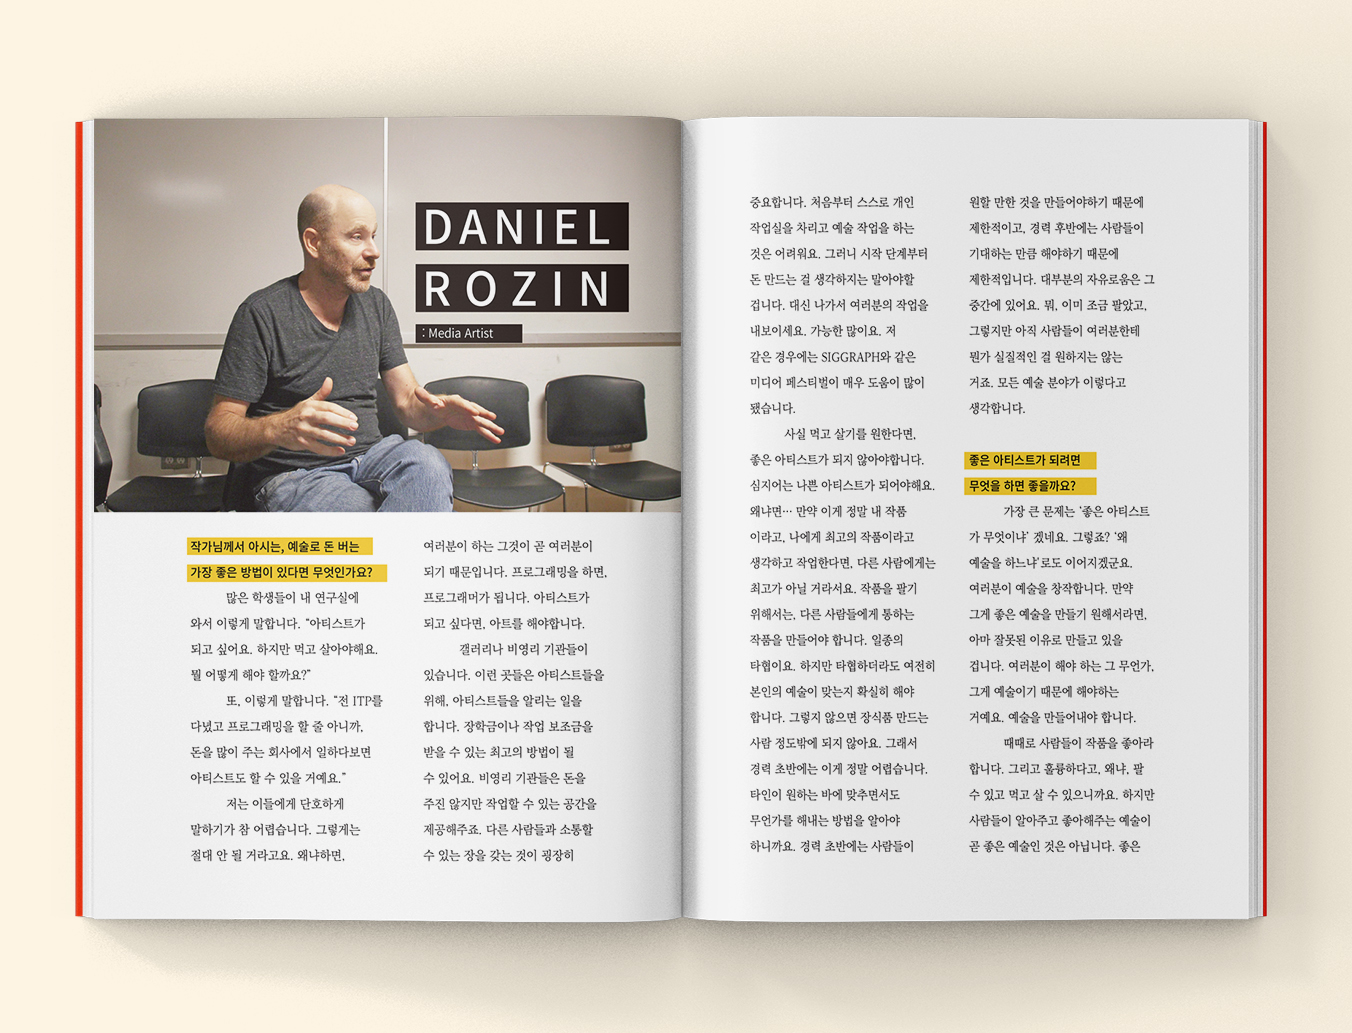 DANIEL
ROZIN
: Media Artist
작가님께서 아시는, 예술로 돈 버는
가장 좋은 방법이 있다면 무엇인가요?
많은 학생들이 내 연구실에
와서 이렇게 말합니다. “아티스트가
되고 싶어요. 하지만 먹고 살아야해요.
뭘 어떻게 해야 할까요?”
또, 이렇게 말합니다. “전 ITP를
다녔고 프로그래밍을 할 줄 아니까,
돈을 많이 주는 회사에서 일하다보면
아티스트도 할 수 있을 거예요.”
저는 이들에게 단호하게
말하기가 참 어렵습니다. 그렇게는
절대 안 될 거라고요. 왜냐하면,
여러분이 하는 그것이 곧 여러분이
되기 때문입니다. 프로그래밍을 하면,
프로그래머가 됩니다. 아티스트가
되고 싶다면, 아트를 해야합니다.
갤러리나 비영리 기관들이
있습니다. 이런 곳들은 아티스트들을
위해, 아티스트들을 알리는 일을
합니다. 장학금이나 작업 보조금을
받을 수 있는 최고의 방법이 될
수 있어요. 비영리 기관들은 돈을
주진 않지만 작업할 수 있는 공간을
제공해주죠. 다른 사람들과 소통할
수 있는 장을 갖는 것이 굉장히
중요합니다. 처음부터 스스로 개인
작업실을 차리고 예술 작업을 하는
것은 어려워요. 그러니 시작 단계부터
돈 만드는 걸 생각하지는 말아야할
겁니다. 대신 나가서 여러분의 작업을
내보이세요. 가능한 많이요. 저
같은 경우에는 SIGGRAPH와 같은
미디어 페스티벌이 매우 도움이 많이
됐습니다.
사실 먹고 살기를 원한다면,
좋은 아티스트가 되지 않아야합니다.
심지어는 나쁜 아티스트가 되어야해요.
왜냐면… 만약 이게 정말 내 작품
이라고, 나에게 최고의 작품이라고
생각하고 작업한다면, 다른 사람에게는
최고가 아닐 거라서요. 작품을 팔기
위해서는, 다른 사람들에게 통하는
작품을 만들어야 합니다. 일종의
타협이요. 하지만 타협하더라도 여전히
본인의 예술이 맞는지 확실히 해야
합니다. 그렇지 않으면 장식품 만드는
사람 정도밖에 되지 않아요. 그래서
경력 초반에는 이게 정말 어렵습니다.
타인이 원하는 바에 맞추면서도
무언가를 해내는 방법을 알아야
하니까요. 경력 초반에는 사람들이
원할 만한 것을 만들어야하기 때문에
제한적이고, 경력 후반에는 사람들이
기대하는 만큼 해야하기 때문에
제한적입니다. 대부분의 자유로움은 그
중간에 있어요. 뭐, 이미 조금 팔았고,
그렇지만 아직 사람들이 여러분한테
뭔가 실질적인 걸 원하지는 않는
거죠. 모든 예술 분야가 이렇다고
생각합니다.
좋은 아티스트가 되려면
무엇을 하면 좋을까요?
가장 큰 문제는 ‘좋은 아티스트
가 무엇이냐’ 겠네요. 그렇죠? ‘왜
예술을 하느냐’로도 이어지겠군요.
여러분이 예술을 창작합니다. 만약
그게 좋은 예술을 만들기 원해서라면,
아마 잘못된 이유로 만들고 있을
겁니다. 여러분이 해야 하는 그 무언가,
그게 예술이기 때문에 해야하는
거예요. 예술을 만들어내야 합니다.
때때로 사람들이 작품을 좋아라
합니다. 그리고 훌륭하다고, 왜냐, 팔
수 있고 먹고 살 수 있으니까요. 하지만
사람들이 알아주고 좋아해주는 예술이
곧 좋은 예술인 것은 아닙니다. 좋은